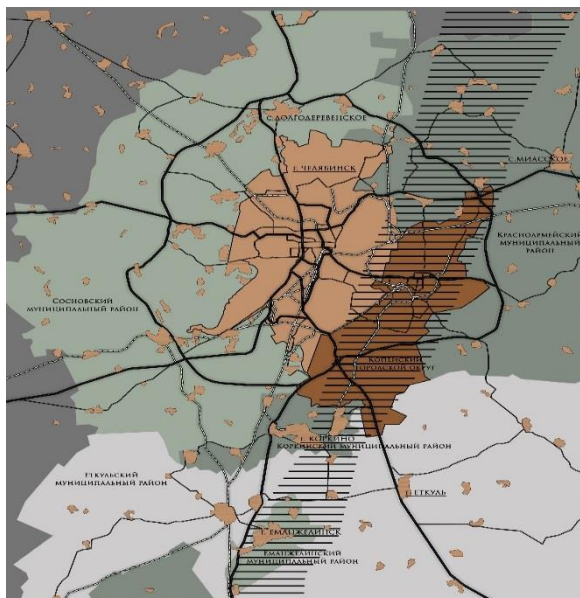 с.Долгодеревенское
г. Челябинск
с.Миасское
Красноармейский
муниципальный
район
Сосновский
муниципальный район
Копейский
городской округ
г. Коркино
Коркинский муниципальный район
Еткульский
муниципальный район
с.Еткуль
г. Еманжелинск
Еманжелинский
муниципальный район